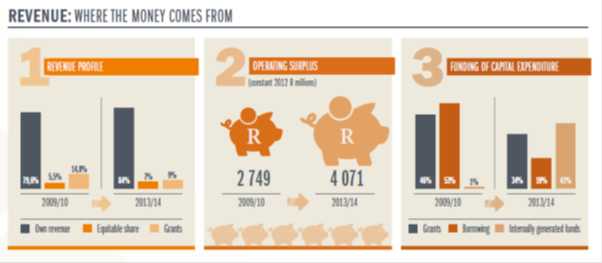 REVENUE: WHERE THE MONEY COMES FROM
1 REVENUE PROFILE
79,6% 5,5% 14,8% 84% 7% 9%
2009/10 2013/14
Own revenue Equitable share Grants
2 OPERATING SURPLUS
(constant 2012 R millions)
R R
2 749 4 071
2009/10 2013/14
3 FUNDING OF CAPITAL EXPENDITURE
46% 53% 1% 34% 19% 47%
2009/10 2013/14
Grants Borrowing Internally generated funds